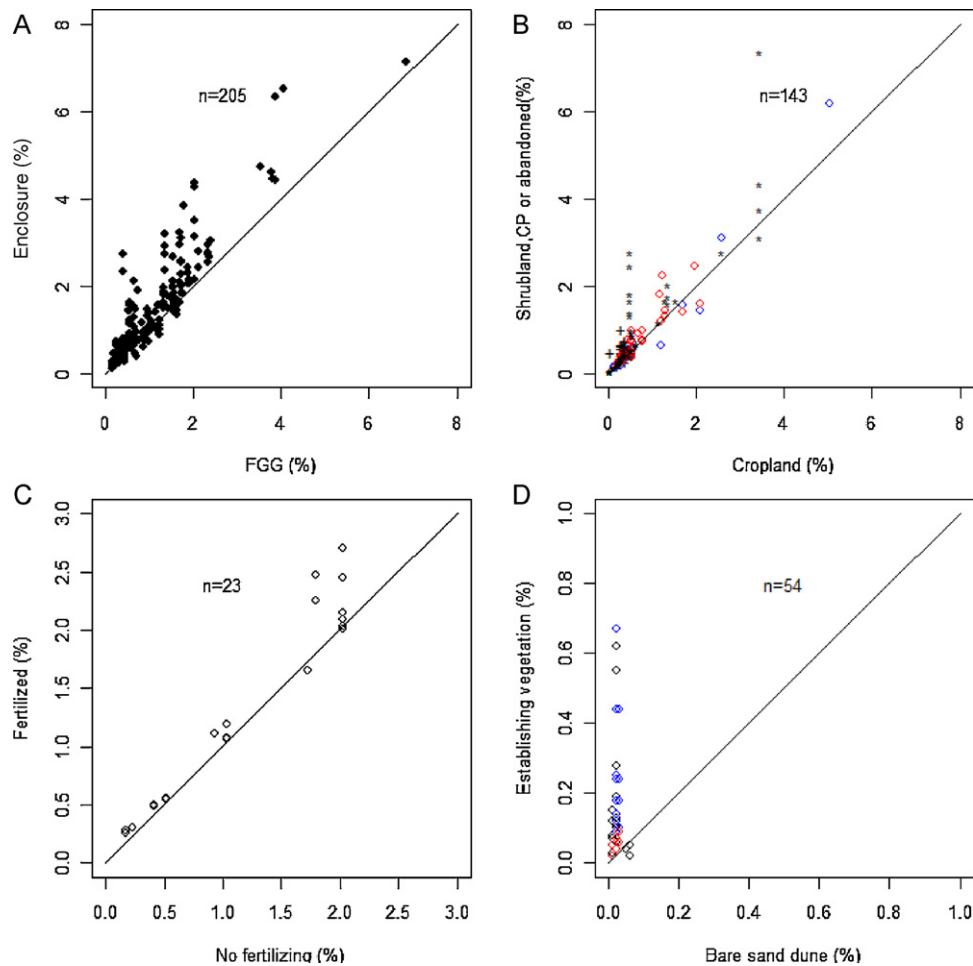 A
B
8
6
4
2
0
Enclosure (%)
n=205
0 2 4 6 8
FGG (%)
8
6
4
2
0
Shrubland,CP or abandoned(%)
n=143
0 2 4 6 8
Cropland (%)
C
D
3.0
2.5
2.0
1.5
1.0
0.5
0.0
Fertilized (%)
n=23
0.0 0.5 1.0 1.5 2.0 2.5 3.0
No fertilizing (%)
1.0
0.8
0.6
0.4
0.2
0.0
Establishing vegetation (%)
n=54
0.0 0.2 0.4 0.6 0.8 1.0
Bare sand dune (%)